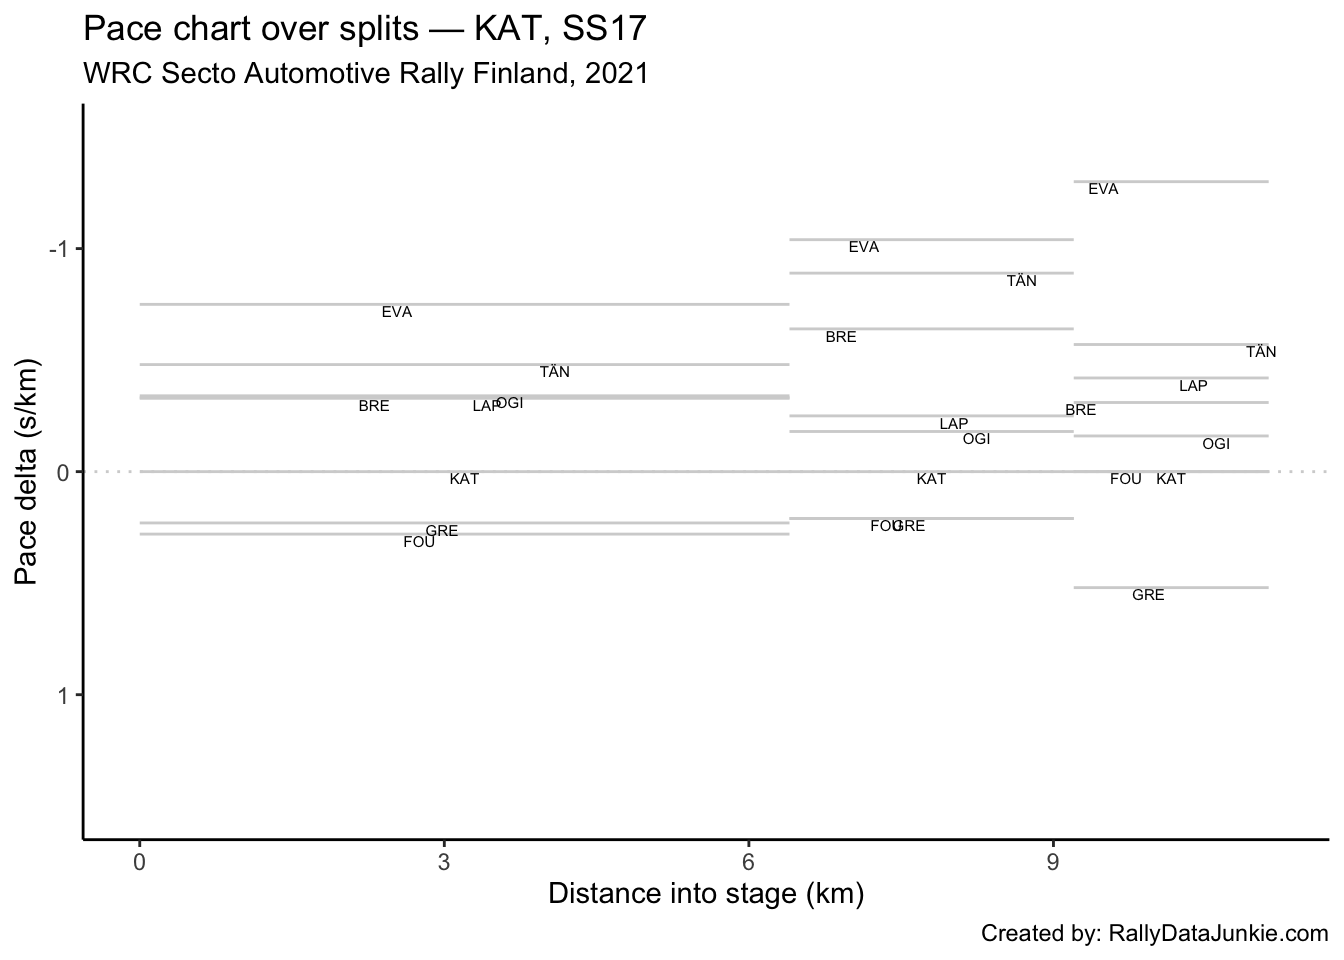 Pace chart over splits — KAT, SS17
WRC Secto Automotive Rally Finland, 2021
EVA
-1
EVA
TÄN
EVA
BRE
TÄN
TÄN
LAP
BRE
LAP
OGI
BRE
LAP
OGI
OGI
0
KAT
KAT
FOU
KAT
GRE
FOU
FOU
GRE
GRE
1
Pace delta (s/km)
0
3
6
9
Distance into stage (km)
Created by: RallyDataJunkie.com